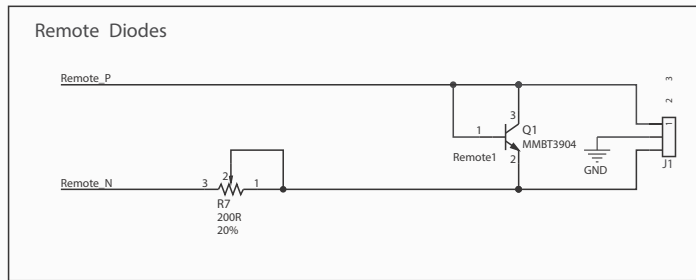 Remote Diodes
Remote_P
3
2
1
3
1
Q1
MMBT3904
Remote1
2
GND
J1
Remote_N
3
2
1
R7
200R
20%